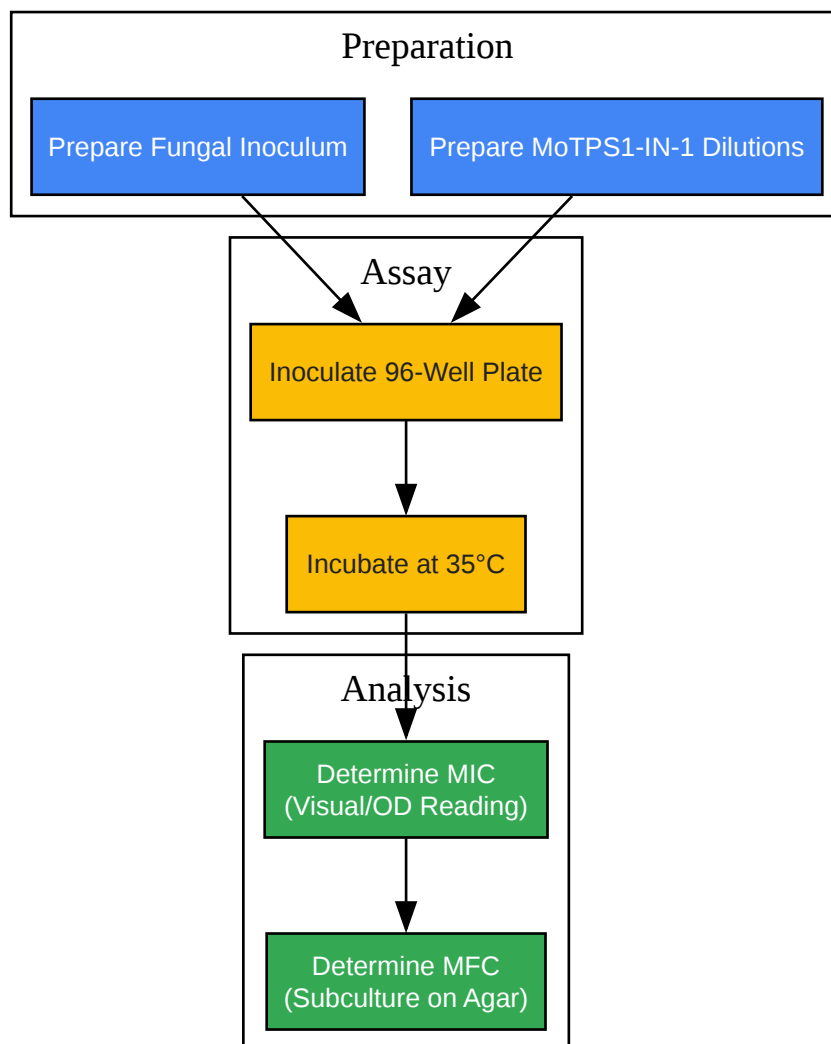 Preparation
Prepare Fungal Inoculum
Prepare MoTPS1-IN-1 Dilutions
Assay
Inoculate 96-Well Plate
Incubate at 35°C
Analysis
Determine MIC
(Visual/OD Reading)
Determine MFC
(Subculture on Agar)